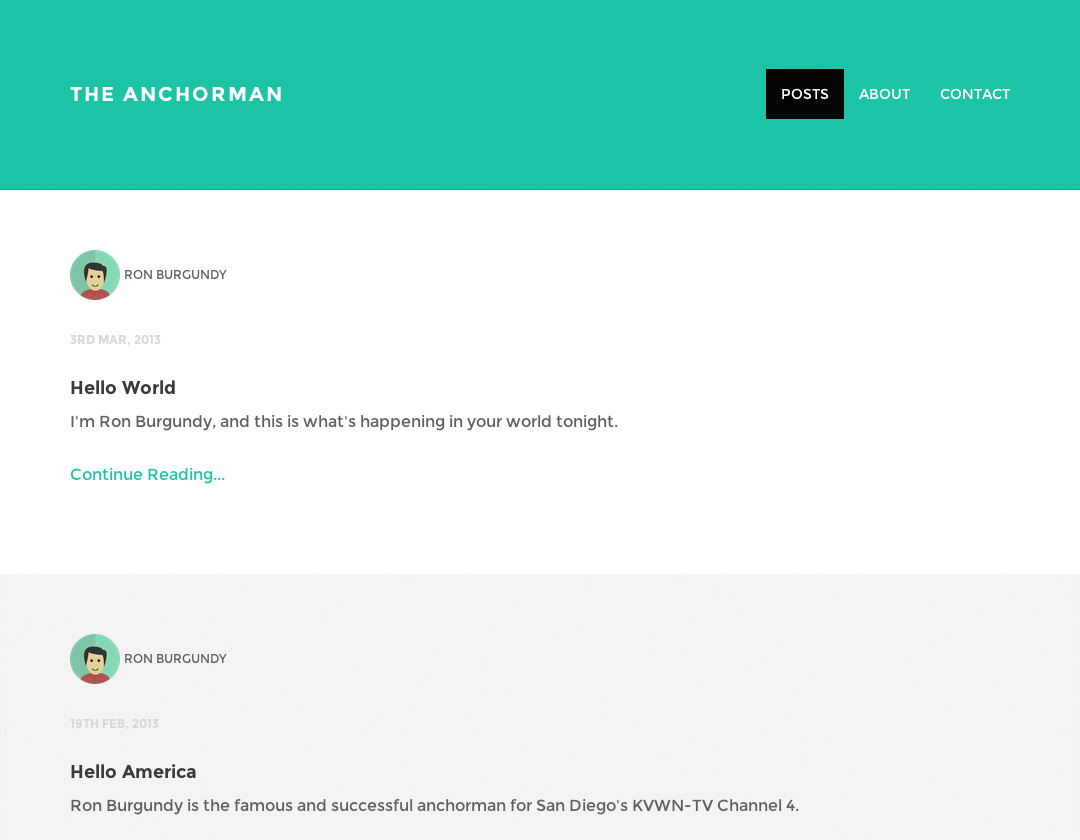 THE ANCHORMAN
POSTS ABOUT CONTACT
RON BURGUNDY
3RD MAR, 2013
Hello World
I'm Ron Burgundy, and this is what's happening in your world tonight.
Continue Reading...
RON BURGUNDY
19TH FEB, 2013
Hello America
Ron Burgundy is the famous and successful anchorman for San Diego's KVWN-TV Channel 4.